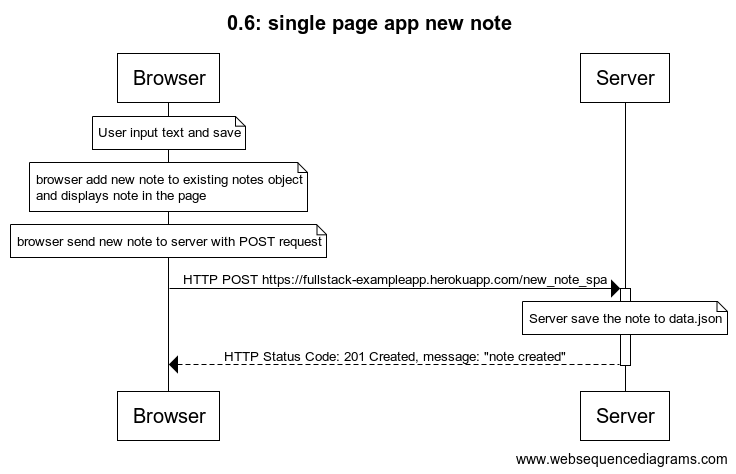 0.6: single page app new note
Browser
Server
User input text and save
browser add new note to existing notes object
and displays note in the page
browser send new note to server with POST request
HTTP POST https://fullstack-exampleapp.herokuapp.com/new_note_spa
Server save the note to data.json
HTTP Status Code: 201 Created, message: "note created"
Browser
Server
www.websequencediagrams.com